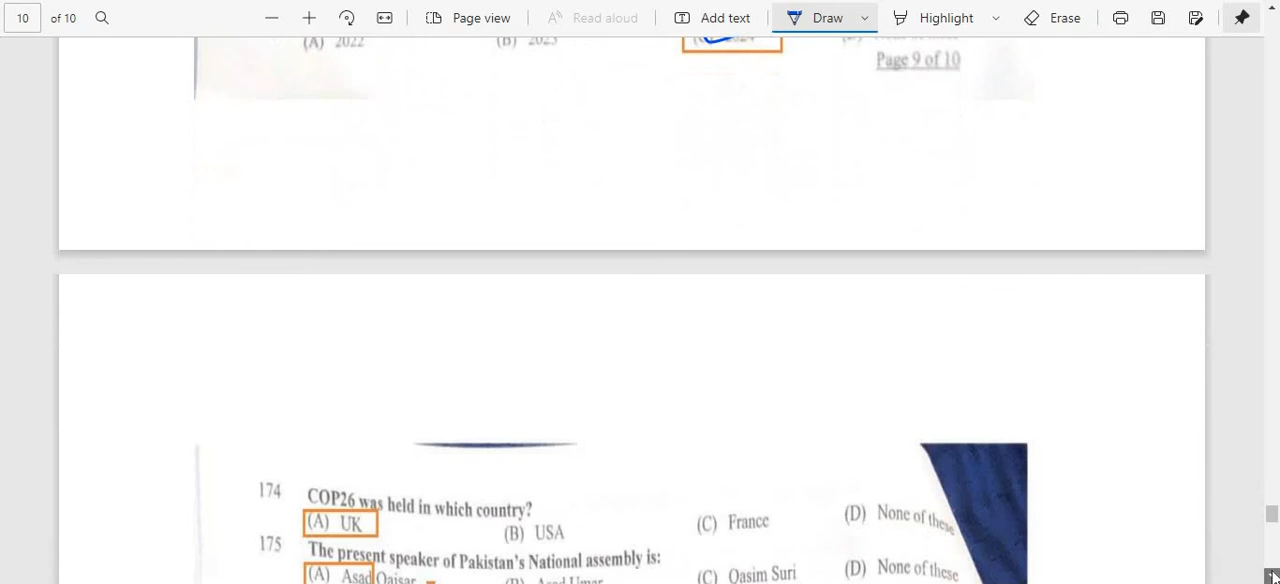 10 of 10 Page view Read aloud Add text Draw Highlight Erase
(A) 2022 (B) 2023
Page 9 of 10
174 COP26 was held in which country?
(A) UK (B) USA (C) France (D) None of these
175 The present speaker of Pakistan's National assembly is:
(A) Asad Qaisar (B) Asad Umar (C) Qasim Suri (D) None of these